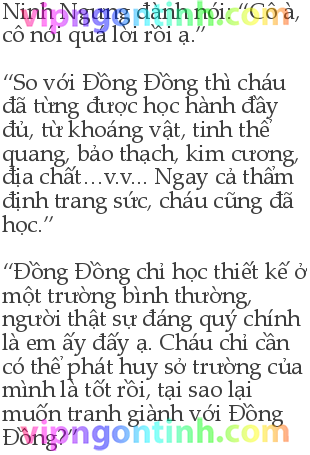 Ninh Ngưng đành nói: “Cô à,
cô nói quá lời rồi ạ.”
“So với Đồng Đồng thì cháu
đã từng được học hành đầy
đủ, từ khoáng vật, tinh thể
quang, bảo thạch, kim cương,
địa chất…v.v... Ngay cả thẩm
định trang sức, cháu cũng đã
học.”
“Đồng Đồng chỉ học thiết kế ở
một trường bình thường,
người thật sự đáng quý chính
là em ấy đấy ạ. Cháu chỉ cần
có thể phát huy sở trường của
mình là tốt rồi, tại sao lại
muốn tranh giành với Đồng
Đồng?”
vipngontinh.com
vipngontinh.com
vipngontinh.com